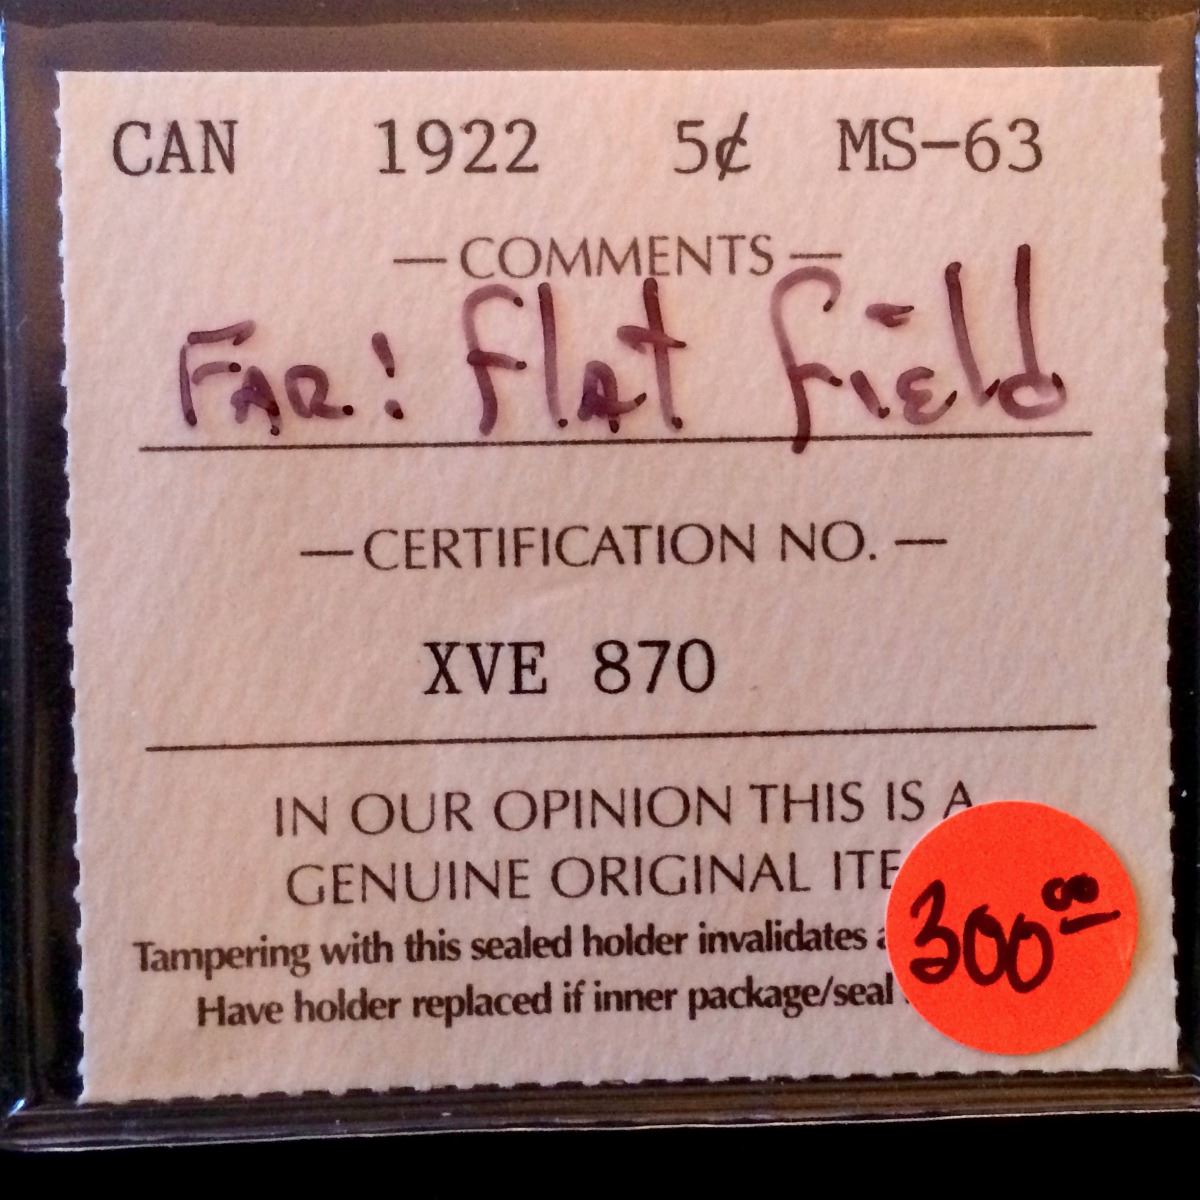 CAN 1922 5¢ MS-63
—COMMENTS—
FAR! flat field
—CERTIFICATION NO.—
XVE 870
IN OUR OPINION THIS IS A
GENUINE ORIGINAL ITE
Tampering with this sealed holder invalidates
Have holder replaced if inner package/seal
300 00